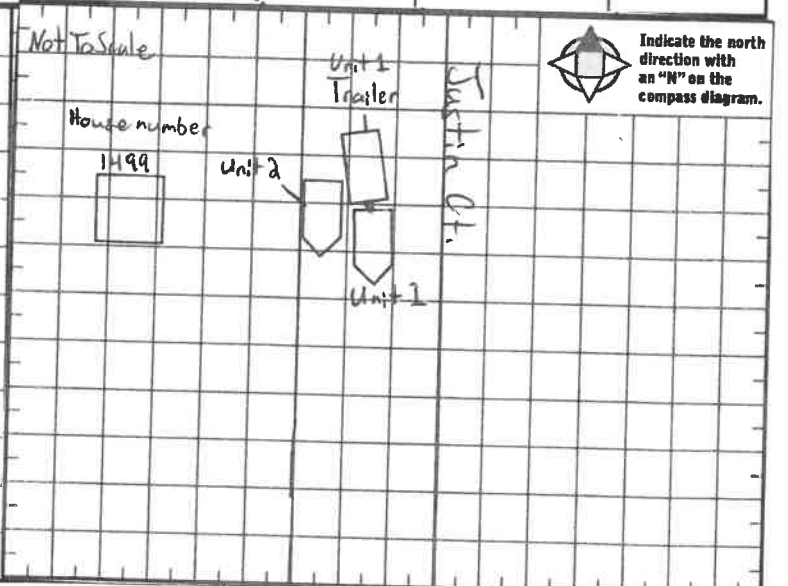 Not To Scale
Indicate the north
direction with
an "N" on the
compass diagram.
Unit 1
Trailer
Justin Ct.
House number
1499
Unit 2
Unit 1